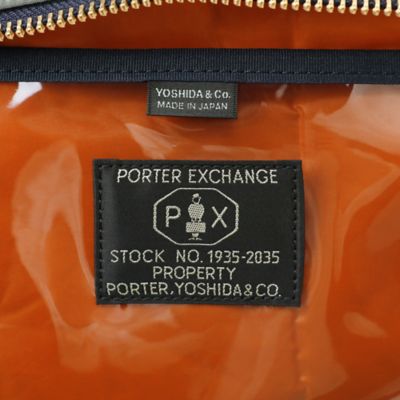 YOSHIDA & Co.
MADE IN JAPAN
PORTER EXCHANGE
P X
STOCK NO. 1935-2035
PROPERTY
PORTER, YOSHIDA & CO.